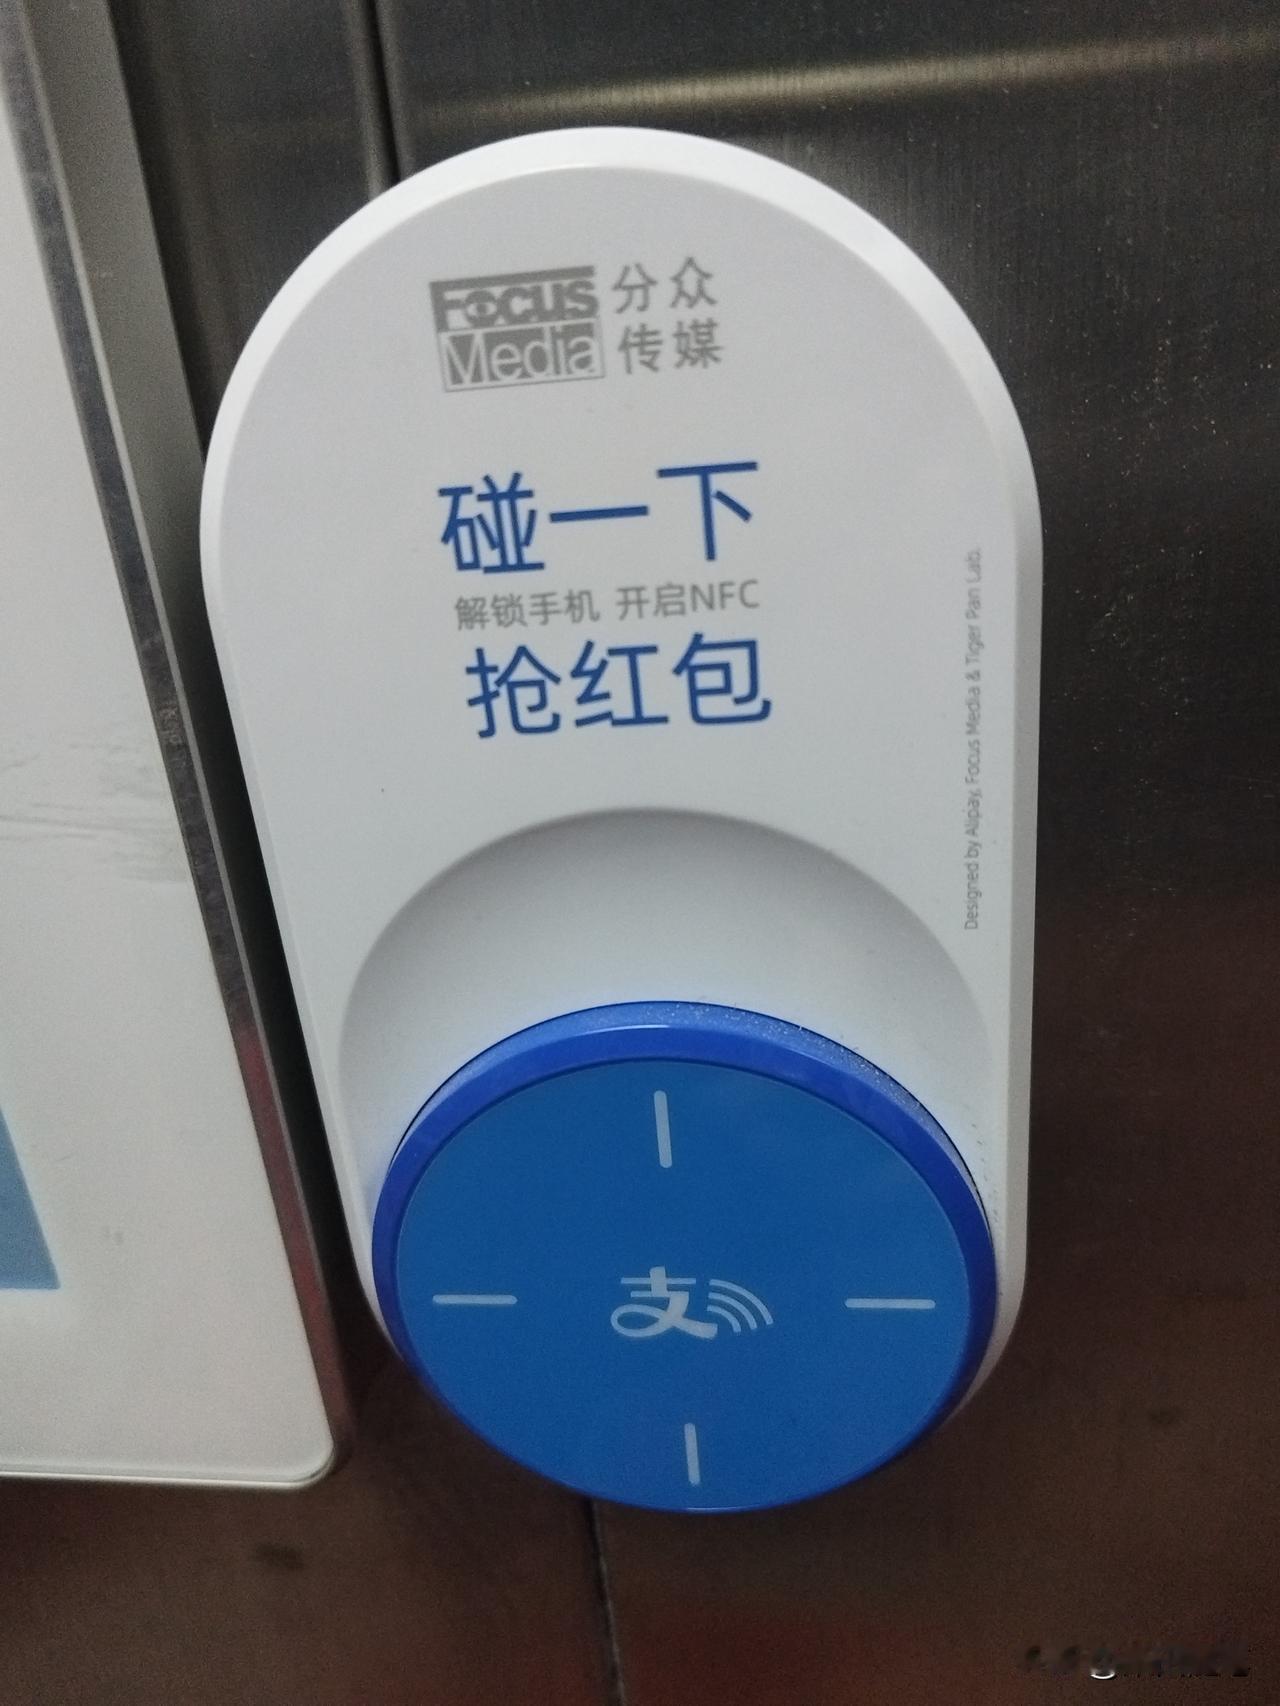 Focus 分众
Media 传媒
碰一下
解锁手机 开启NFC
抢红包
Designed by Alipay, Focus Media & Tiger Pan Lab.
支